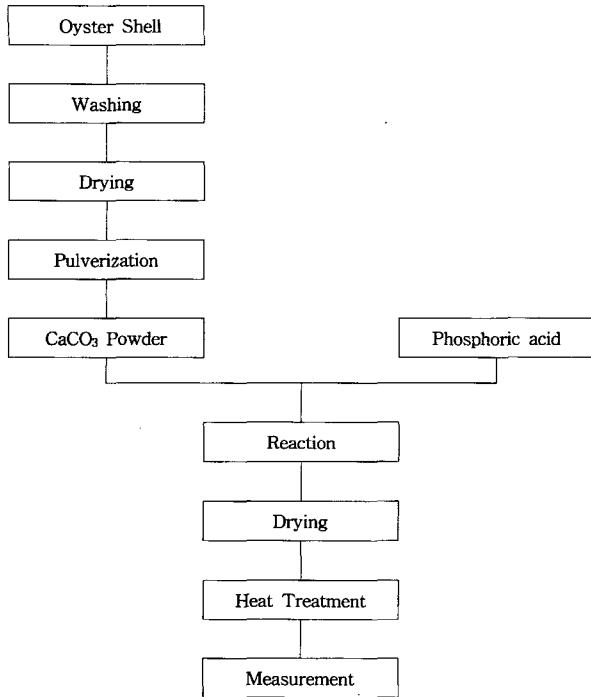 Oyster Shell
Washing
Drying
Pulverization
CaCO₃ Powder
Phosphoric acid
Reaction
Drying
Heat Treatment
Measurement